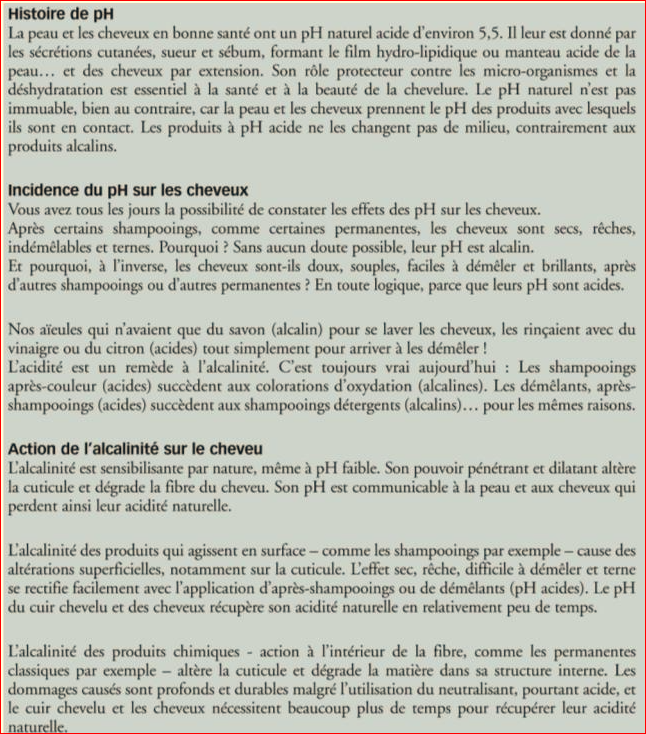 Histoire de pH
La peau et les cheveux en bonne santé ont un pH naturel acide d'environ 5,5. Il leur est donné par
les sécrétions cutanées, sueur et sébum, formant le film hydro-lipidique ou manteau acide de la
peau… et des cheveux par extension. Son rôle protecteur contre les micro-organismes et la
déshydratation est essentiel à la santé et à la beauté de la chevelure. Le pH naturel n'est pas
immuable, bien au contraire, car la peau et les cheveux prennent le pH des produits avec lesquels
ils sont en contact. Les produits à pH acide ne les changent pas de milieu, contrairement aux
produits alcalins.
Incidence du pH sur les cheveux
Vous avez tous les jours la possibilité de constater les effets des pH sur les cheveux.
Après certains shampooings, comme certaines permanentes, les cheveux sont secs, rêches,
indémêlables et ternes. Pourquoi ? Sans aucun doute possible, leur pH est alcalin.
Et pourquoi, à l'inverse, les cheveux sont-ils doux, souples, faciles à démêler et brillants, après
d'autres shampooings ou d'autres permanentes ? En toute logique, parce que leurs pH sont acides.
Nos aïeules qui n'avaient que du savon (alcalin) pour se laver les cheveux, les rinçaient avec du
vinaigre ou du citron (acides) tout simplement pour arriver à les démêler !
L'acidité est un remède à l'alcalinité. C'est toujours vrai aujourd'hui : Les shampooings
après-couleur (acides) succèdent aux colorations d'oxydation (alcalines). Les démêlants, après-
shampooings (acides) succèdent aux shampooings détergents (alcalins)… pour les mêmes raisons.
Action de l'alcalinité sur le cheveu
L'alcalinité est sensibilisante par nature, même à pH faible. Son pouvoir pénétrant et dilatant altère
la cuticule et dégrade la fibre du cheveu. Son pH est communicable à la peau et aux cheveux qui
perdent ainsi leur acidité naturelle.
L'alcalinité des produits qui agissent en surface – comme les shampooings par exemple – cause des
altérations superficielles, notamment sur la cuticule. L'effet sec, rêche, difficile à démêler et terne
se rectifie facilement avec l'application d'après-shampooings ou de démêlants (pH acides). Le pH
du cuir chevelu et des cheveux récupère son acidité naturelle en relativement peu de temps.
L'alcalinité des produits chimiques - action à l'intérieur de la fibre, comme les permanentes
classiques par exemple – altère la cuticule et dégrade la matière dans sa structure interne. Les
dommages causés sont profonds et durables malgré l'utilisation du neutralisant, pourtant acide, et
le cuir chevelu et les cheveux nécessitent beaucoup plus de temps pour récupérer leur acidité
naturelle.